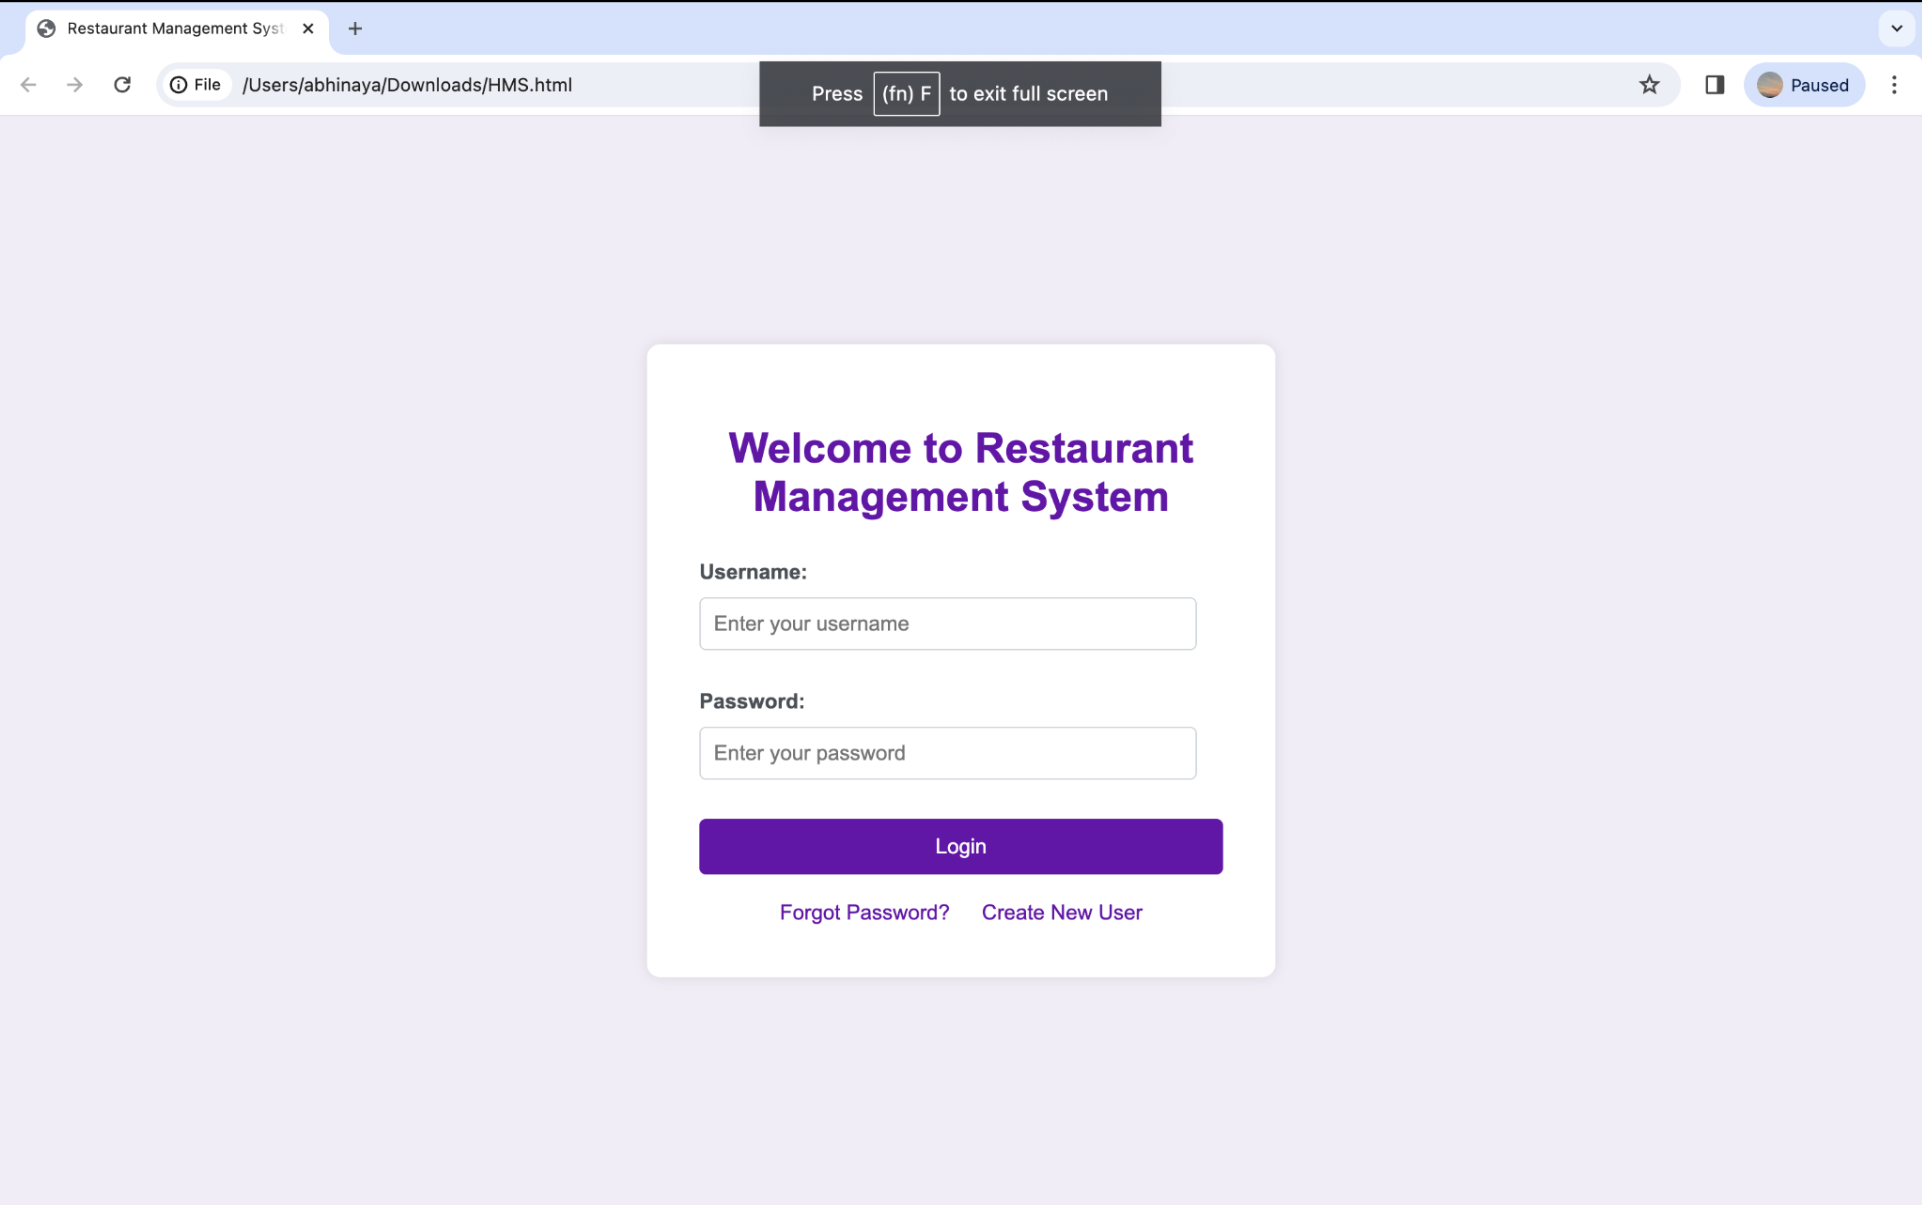 Restaurant Management Syst
File /Users/abhinaya/Downloads/HMS.html
Press (fn) F to exit full screen
Paused
Welcome to Restaurant
Management System
Username:
Enter your username
Password:
Enter your password
Login
Forgot Password? Create New User